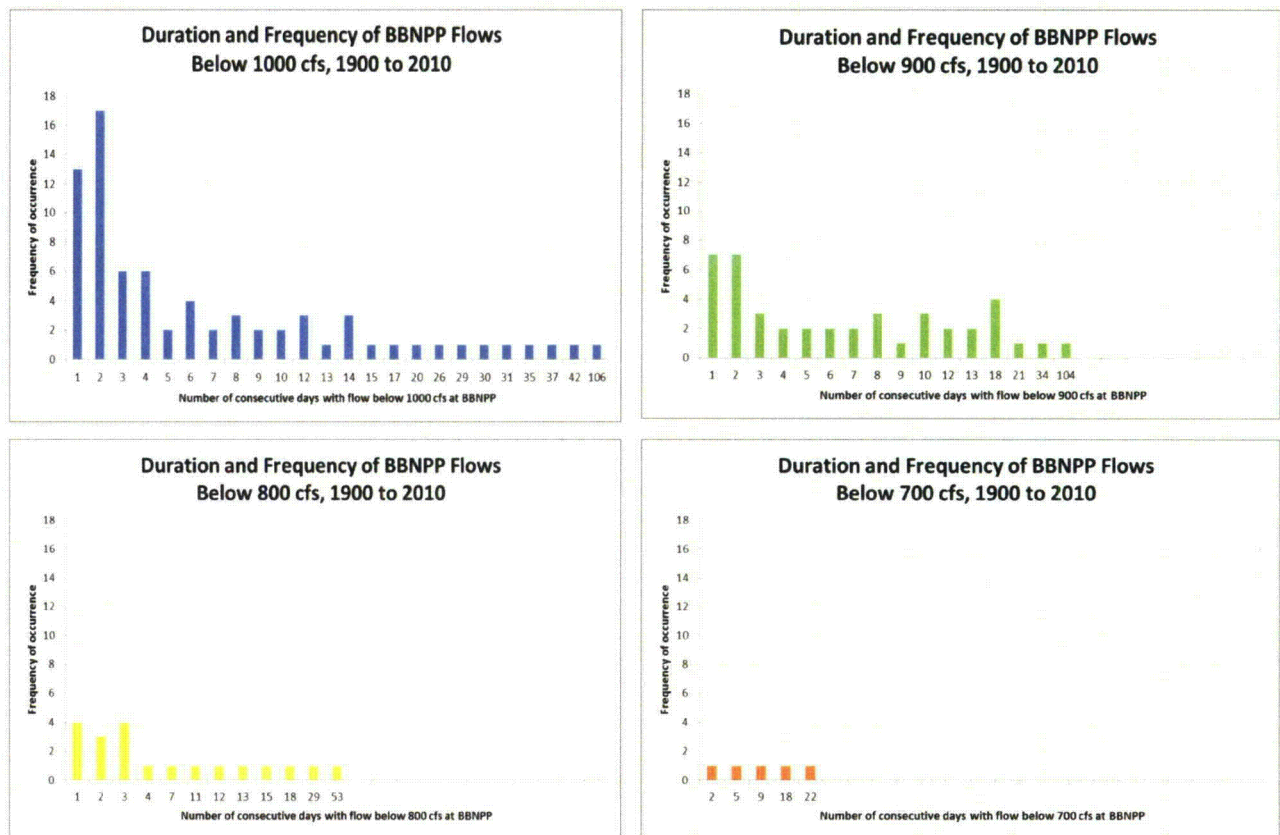 Duration and Frequency of BBNPP Flows
Below 1000 cfs, 1900 to 2010
18
16
14
12
10
8
6
4
2
0
Frequency of occurrence
1 2 3 4 5 6 7 8 9 10 12 13 14 15 17 20 26 29 30 31 35 37 42 106
Number of consecutive days with flow below 1000 cfs at BBNPP
Duration and Frequency of BBNPP Flows
Below 900 cfs, 1900 to 2010
18
16
14
12
10
8
6
4
2
0
Frequency of occurrence
1 2 3 4 5 6 7 8 9 10 12 13 18 21 34 104
Number of consecutive days with flow below 900 cfs at BBNPP
Duration and Frequency of BBNPP Flows
Below 800 cfs, 1900 to 2010
18
16
14
12
10
8
6
4
2
0
Frequency of occurrence
1 2 3 4 7 11 12 13 15 18 29 53
Number of consecutive days with flow below 800 cfs at BBNPP
Duration and Frequency of BBNPP Flows
Below 700 cfs, 1900 to 2010
18
16
14
12
10
8
6
4
2
0
Frequency of occurrence
2 5 9 18 22
Number of consecutive days with flow below 700 cfs at BBNPP